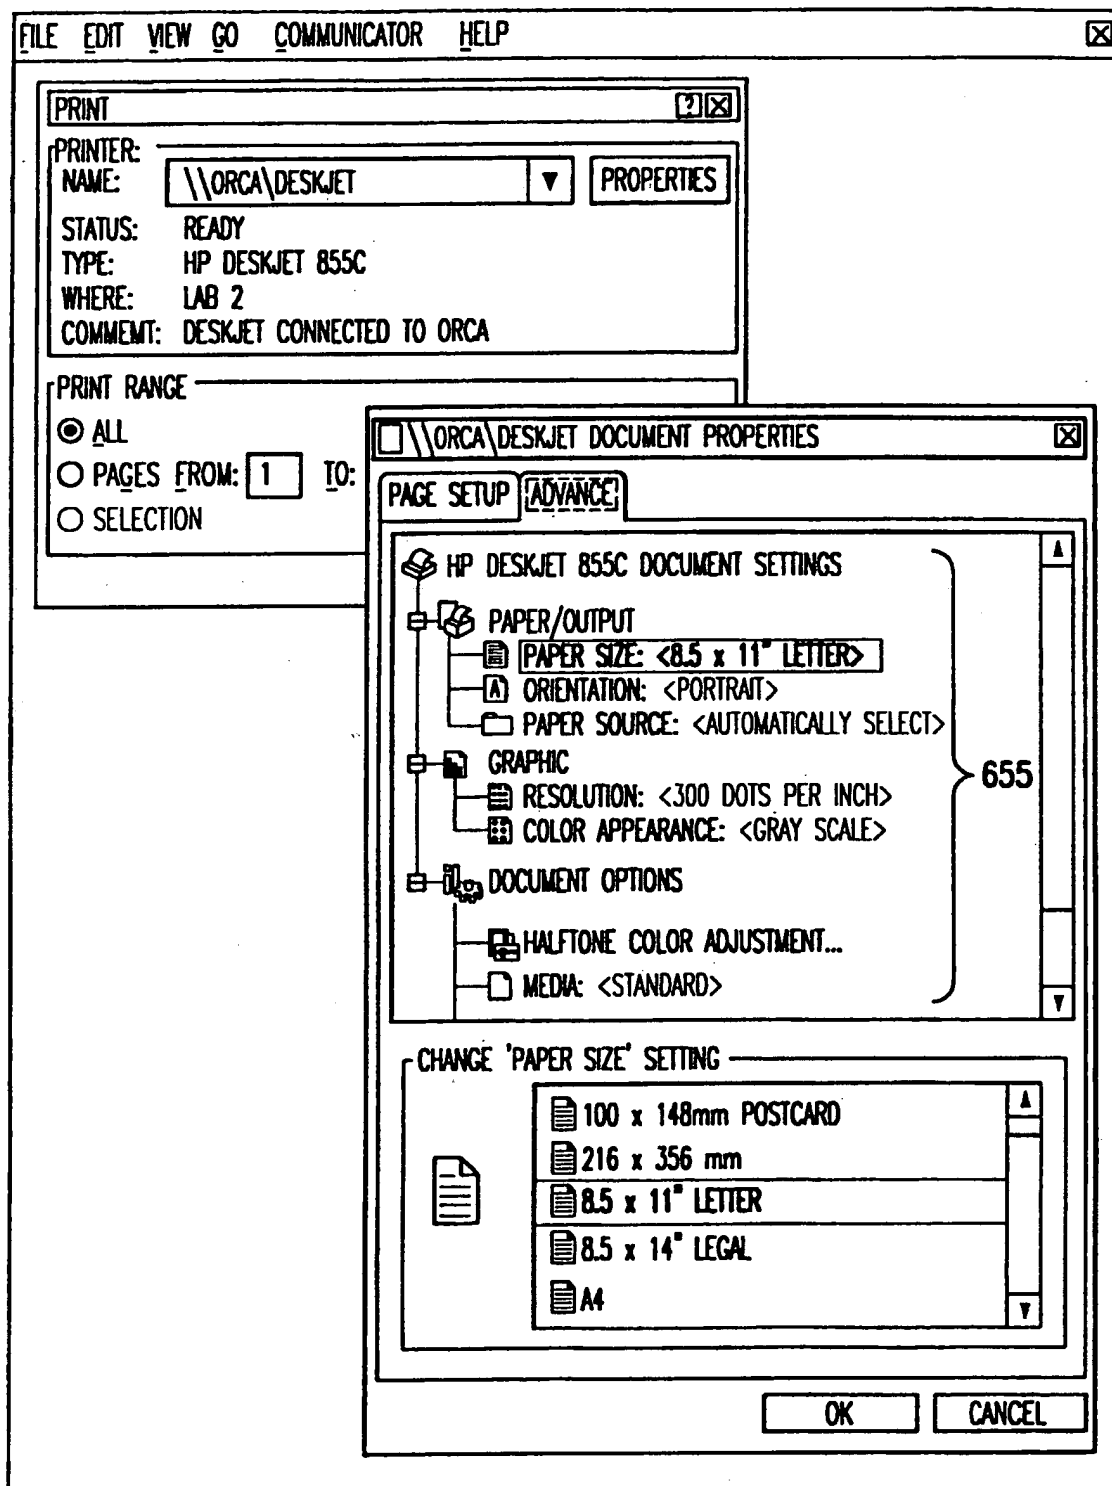 FILE EDIT VIEW GO COMMUNICATOR HELP
PRINT
PRINTER:
NAME: \\ORCA\DESKJET PROPERTIES
STATUS: READY
TYPE: HP DESKJET 855C
WHERE: LAB 2
COMMEMT: DESKJET CONNECTED TO ORCA
PRINT RANGE
ALL
PAGES FROM: 1 TO:
SELECTION
\\ORCA\DESKJET DOCUMENT PROPERTIES
PAGE SETUP ADVANCE
HP DESKJET 855C DOCUMENT SETTINGS
PAPER/OUTPUT
PAPER SIZE: <8.5 x 11" LETTER>
ORIENTATION: <PORTRAIT>
PAPER SOURCE: <AUTOMATICALLY SELECT>
GRAPHIC
655
RESOLUTION: <300 DOTS PER INCH>
COLOR APPEARANCE: <GRAY SCALE>
DOCUMENT OPTIONS
HALFTONE COLOR ADJUSTMENT...
MEDIA: <STANDARD>
CHANGE 'PAPER SIZE' SETTING
100 x 148mm POSTCARD
216 x 356 mm
8.5 x 11" LETTER
8.5 x 14" LEGAL
A4
OK CANCEL